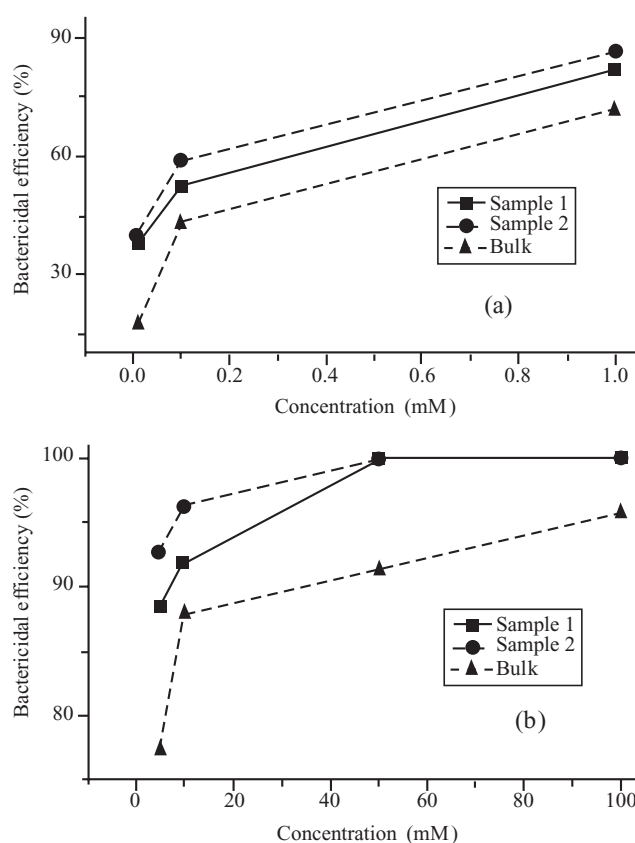 90
60
30
Bactericidal efficiency (%)
Sample 1
Sample 2
Bulk
(a)
0.0 0.2 0.4 0.6 0.8 1.0
Concentration (mM)
100
90
80
Bactericidal efficiency (%)
Sample 1
Sample 2
Bulk
(b)
0 20 40 60 80 100
Concentration (mM)